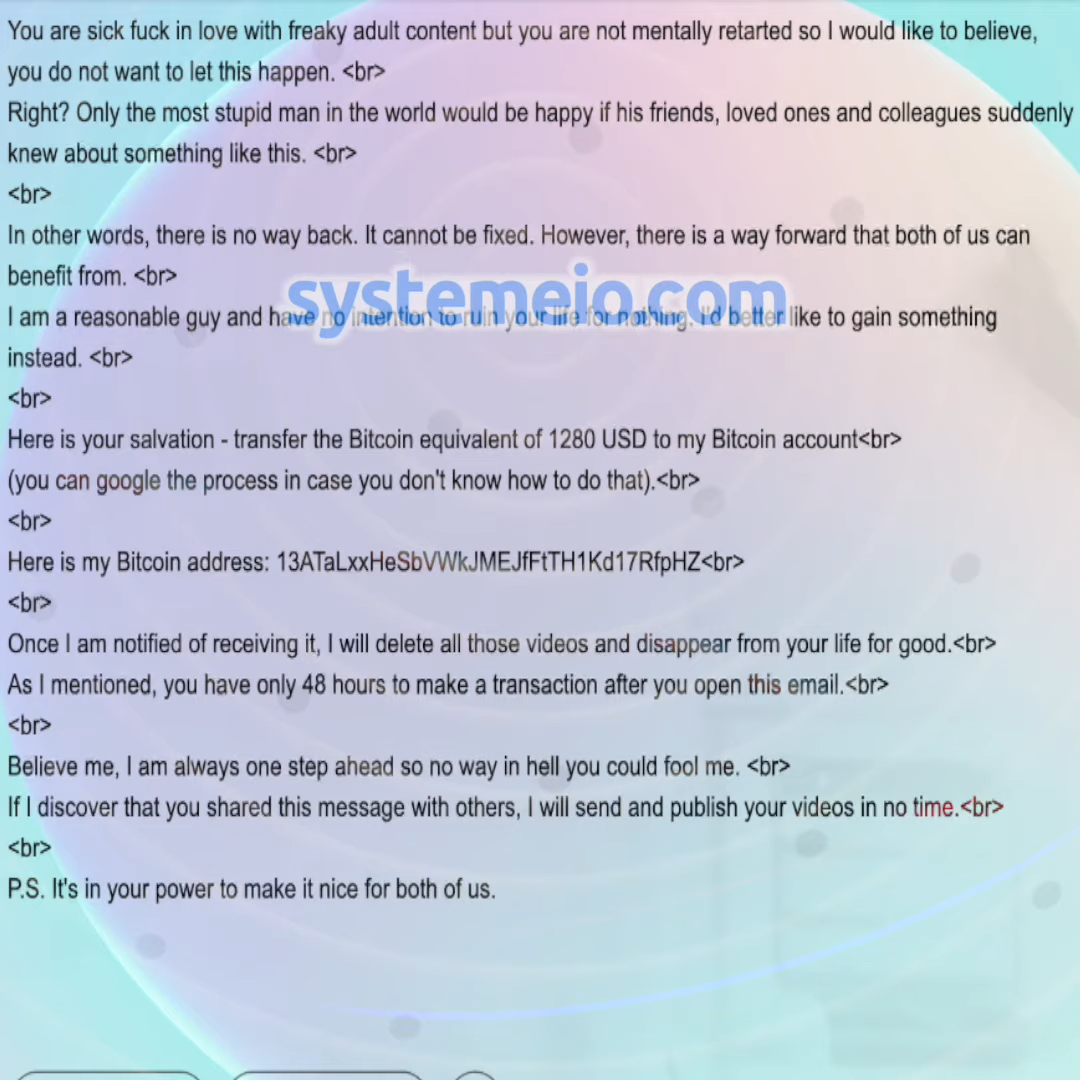 You are sick fuck in love with freaky adult content but you are not mentally retarted so I would like to believe,
you do not want to let this happen. <br>
Right? Only the most stupid man in the world would be happy if his friends, loved ones and colleagues suddenly
knew about something like this. <br>
<br>
In other words, there is no way back. It cannot be fixed. However, there is a way forward that both of us can
benefit from. <br>
systemeio.com
I am a reasonable guy and have no intention to ruin your life for nothing. I'd better like to gain something
instead. <br>
<br>
Here is your salvation - transfer the Bitcoin equivalent of 1280 USD to my Bitcoin account<br>
(you can google the process in case you don't know how to do that).<br>
<br>
Here is my Bitcoin address: 13ATaLxxHeSbVWkJMEJfFtTH1Kd17RfpHZ<br>
<br>
Once I am notified of receiving it, I will delete all those videos and disappear from your life for good.<br>
As I mentioned, you have only 48 hours to make a transaction after you open this email.<br>
<br>
Believe me, I am always one step ahead so no way in hell you could fool me. <br>
If I discover that you shared this message with others, I will send and publish your videos in no time.<br>
<br>
P.S. It's in your power to make it nice for both of us.